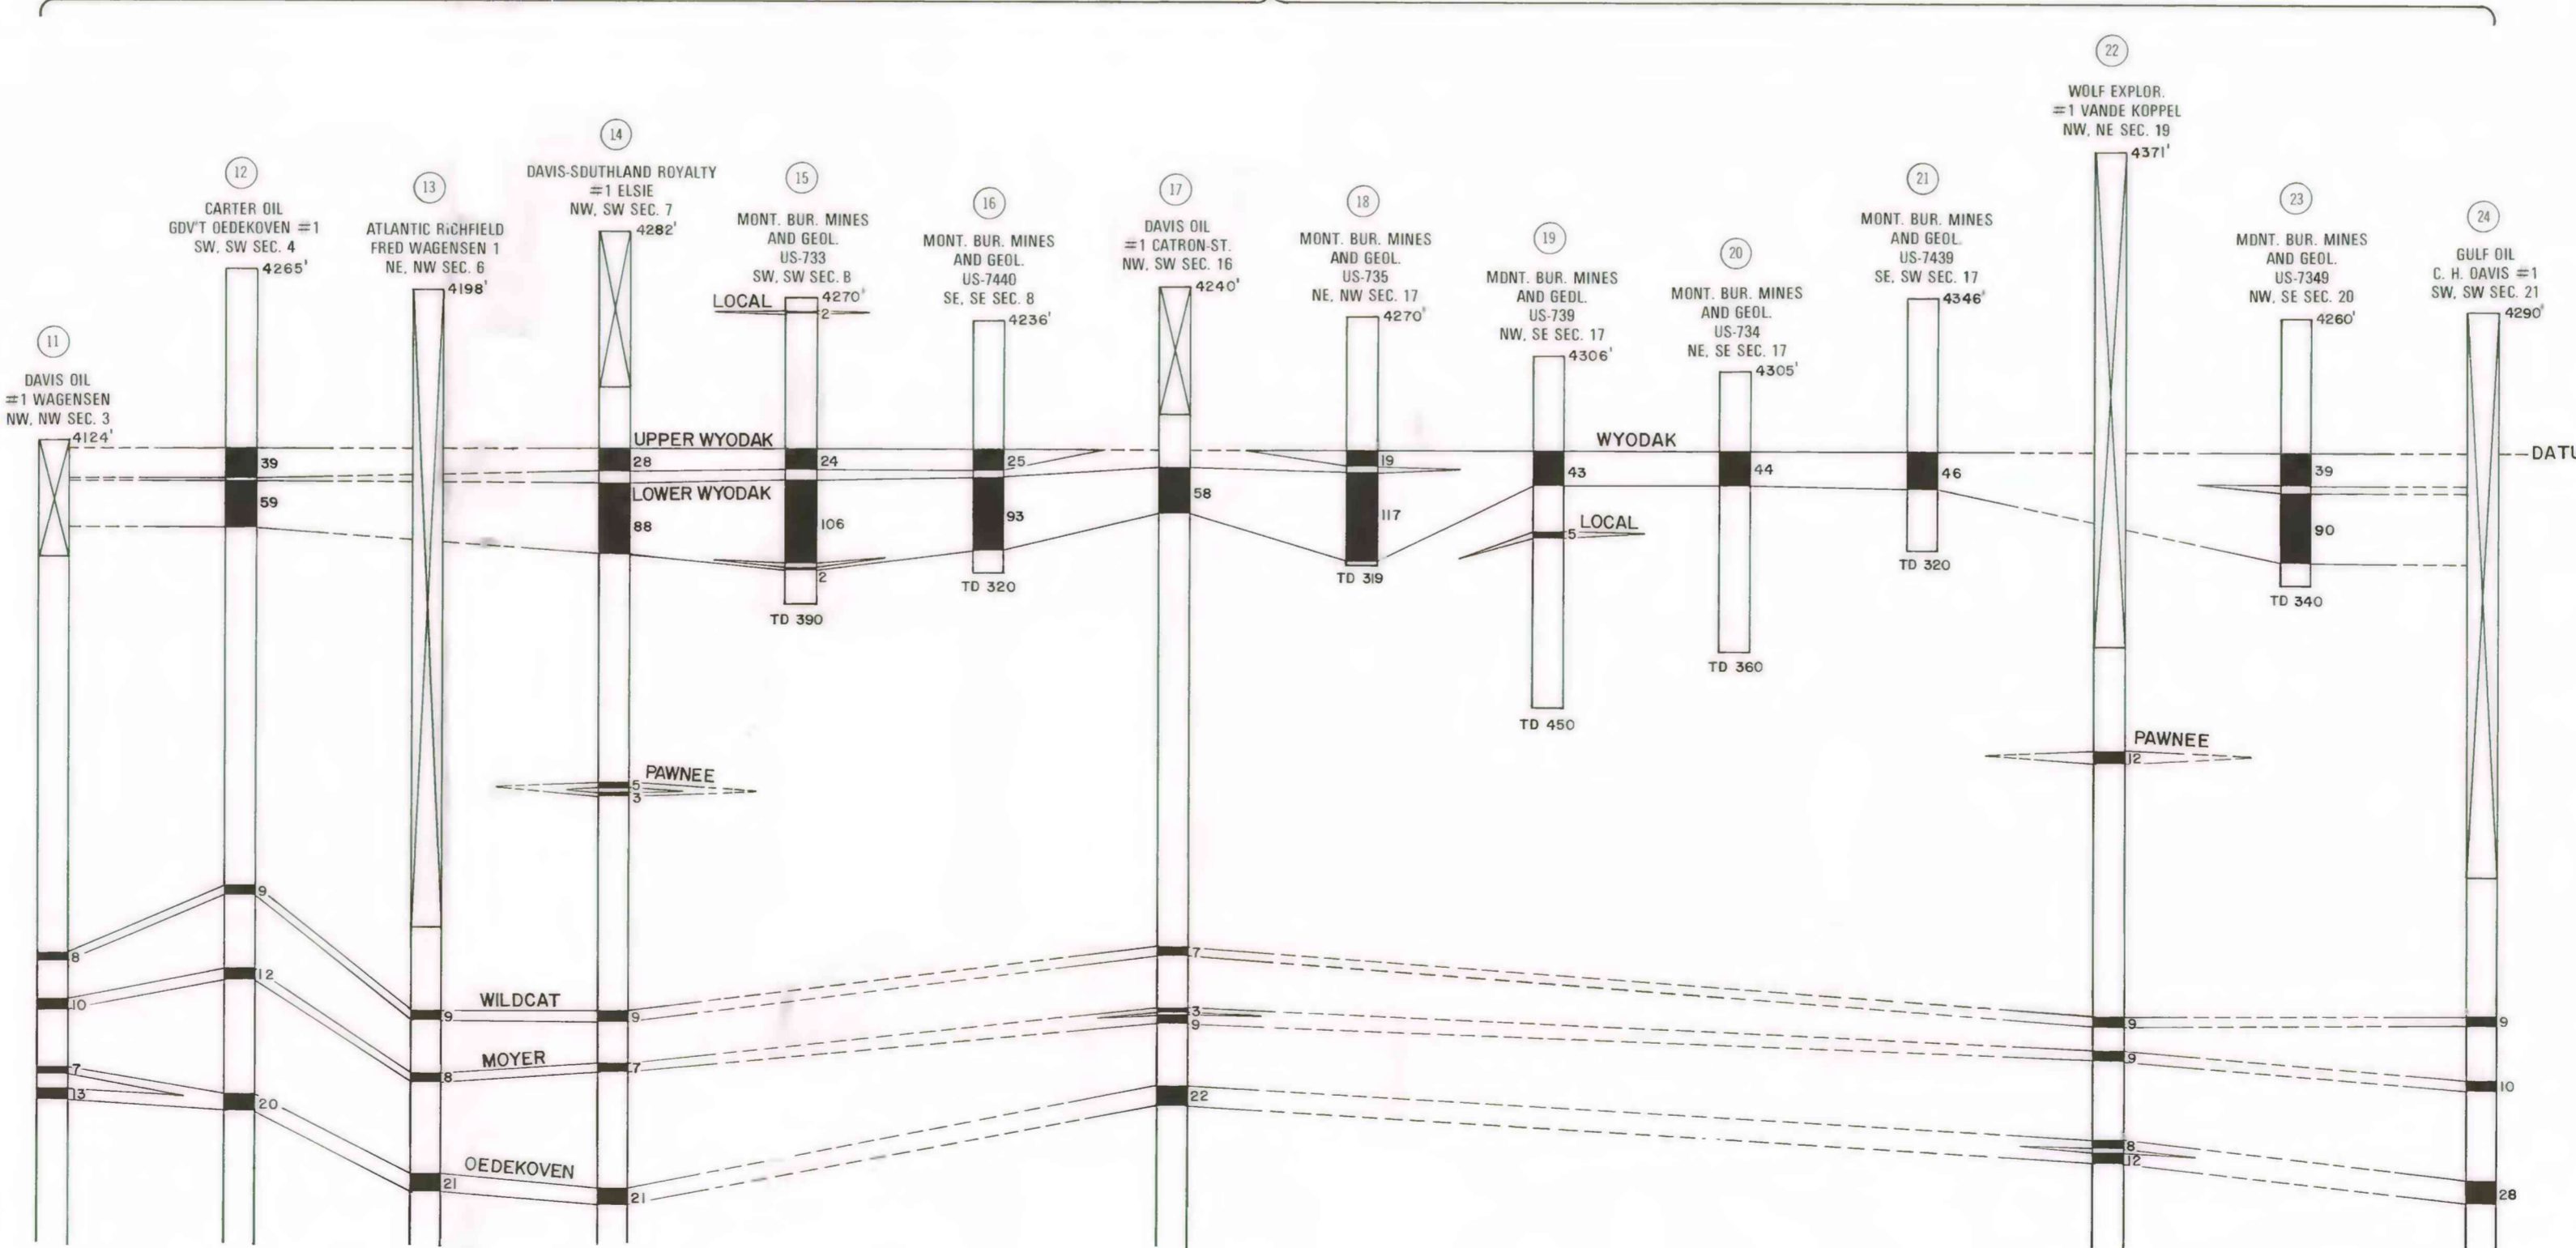 11
DAVIS OIL
#1 WAGENSEN
NW, NW SEC. 3
4124'
8
10
7
13
12
CARTER OIL
GOV'T OEDEKOVEN #1
SW, SW SEC. 4
4265'
39
59
9
12
20
13
ATLANTIC RICHFIELD
FRED WAGENSEN 1
NE, NW SEC. 6
4198'
9
8
21
WILDCAT
MOYER
OEDEKOVEN
14
DAVIS-SOUTHLAND ROYALTY
#1 ELSIE
NW, SW SEC. 7
4282'
UPPER WYODAK
28
LOWER WYODAK
88
PAWNEE
5
3
9
7
21
15
MONT. BUR. MINES
AND GEOL.
US-733
SW, SW SEC. 8
4270'
LOCAL
2
24
106
2
TD 390
16
MONT. BUR. MINES
AND GEOL.
US-7440
SE, SE SEC. 8
4236'
25
93
TD 320
17
DAVIS OIL
#1 CATRON-ST.
NW, SW SEC. 16
4240'
58
7
3
9
22
18
MONT. BUR. MINES
AND GEOL.
US-735
NE, NW SEC. 17
4270'
19
117
TD 319
19
MONT. BUR. MINES
AND GEOL.
US-739
NW, SE SEC. 17
4306'
WYODAK
43
5
LOCAL
TD 450
20
MONT. BUR. MINES
AND GEOL.
US-734
NE, SE SEC. 17
4305'
44
TD 360
21
MONT. BUR. MINES
AND GEOL.
US-7439
SE, SW SEC. 17
4346'
46
TD 320
22
WOLF EXPLOR.
#1 VANDE KOPPEL
NW, NE SEC. 19
4371'
PAWNEE
12
9
9
8
12
23
MONT. BUR. MINES
AND GEOL.
US-7349
NW, SE SEC. 20
4260'
39
90
TD 340
24
GULF OIL
C. H. DAVIS #1
SW, SW SEC. 21
4290'
DATU
9
10
28